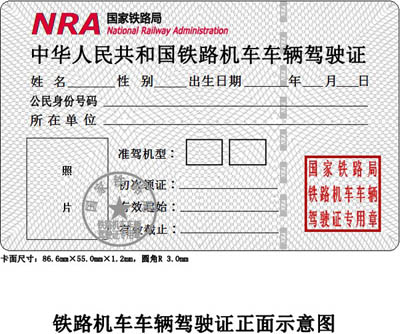 NRA 国家铁路局
National Railway Administration
中华人民共和国铁路机车车辆驾驶证
姓 名 性 别 出生日期 年 月 日
公民身份号码
所 在 单 位
照
片
准驾机型：
初次领证：
有效起始：
有效截止：
国家铁路局
国家铁路局
铁路机车车辆
驾驶证专用章
卡面尺寸：86.6mm×55.0mm×1.2mm，圆角R 3.0mm
铁路机车车辆驾驶证正面示意图